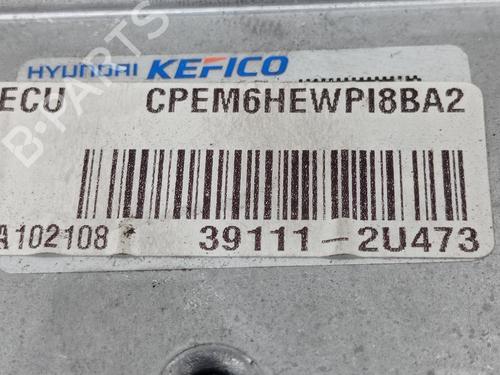 HYUNDAI KEFICO
ECU CPEM6HEWPI8BA2
A102108 39111-2U473
B-PARTS